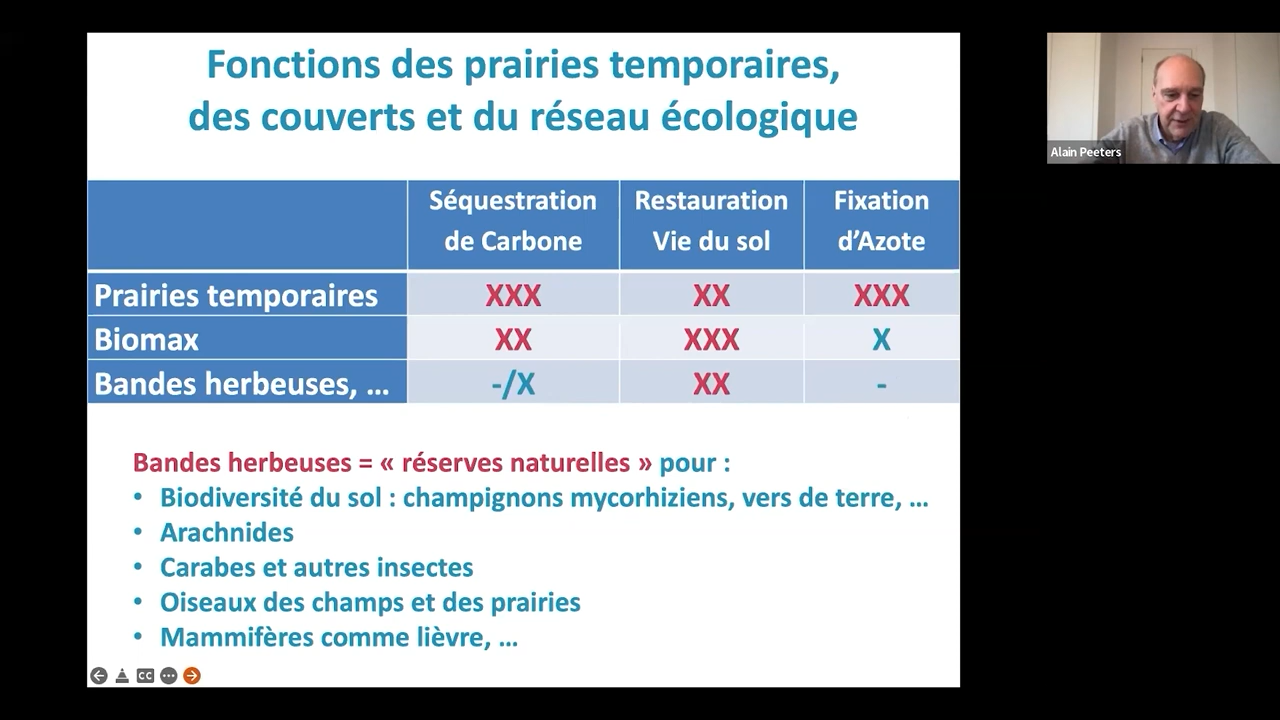 Fonctions des prairies temporaires,
des couverts et du réseau écologique
Séquestration
de Carbone
Restauration
Vie du sol
Fixation
d'Azote
Prairies temporaires XXX XX XXX
Biomax XX XXX X
Bandes herbeuses, ... -/X XX -
Bandes herbeuses = « réserves naturelles » pour :
• Biodiversité du sol : champignons mycorhiziens, vers de terre, ...
• Arachnides
• Carabes et autres insectes
• Oiseaux des champs et des prairies
• Mammifères comme lièvre, ...
CC
Alain Peeters